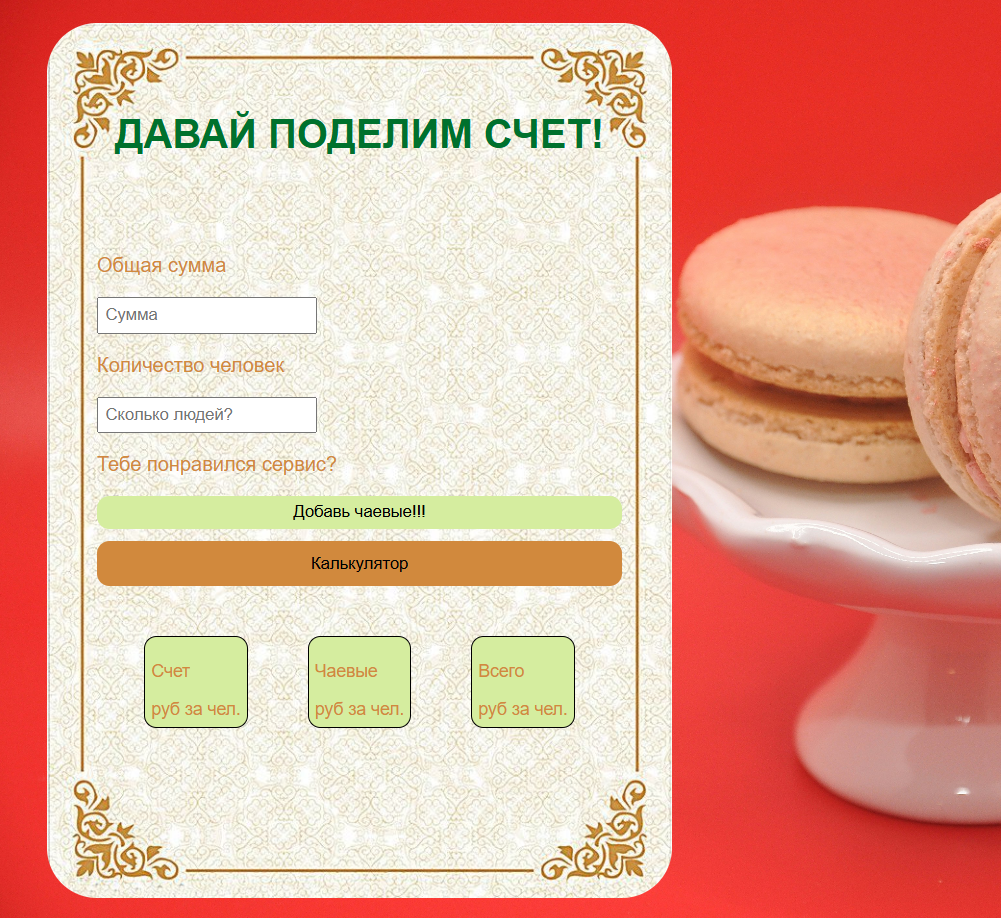 ДАВАЙ ПОДЕЛИМ СЧЕТ!
Общая сумма
Сумма
Количество человек
Сколько людей?
Тебе понравился сервис?
Добавь чаевые!!!
Калькулятор
Счет
руб за чел.
Чаевые
руб за чел.
Всего
руб за чел.